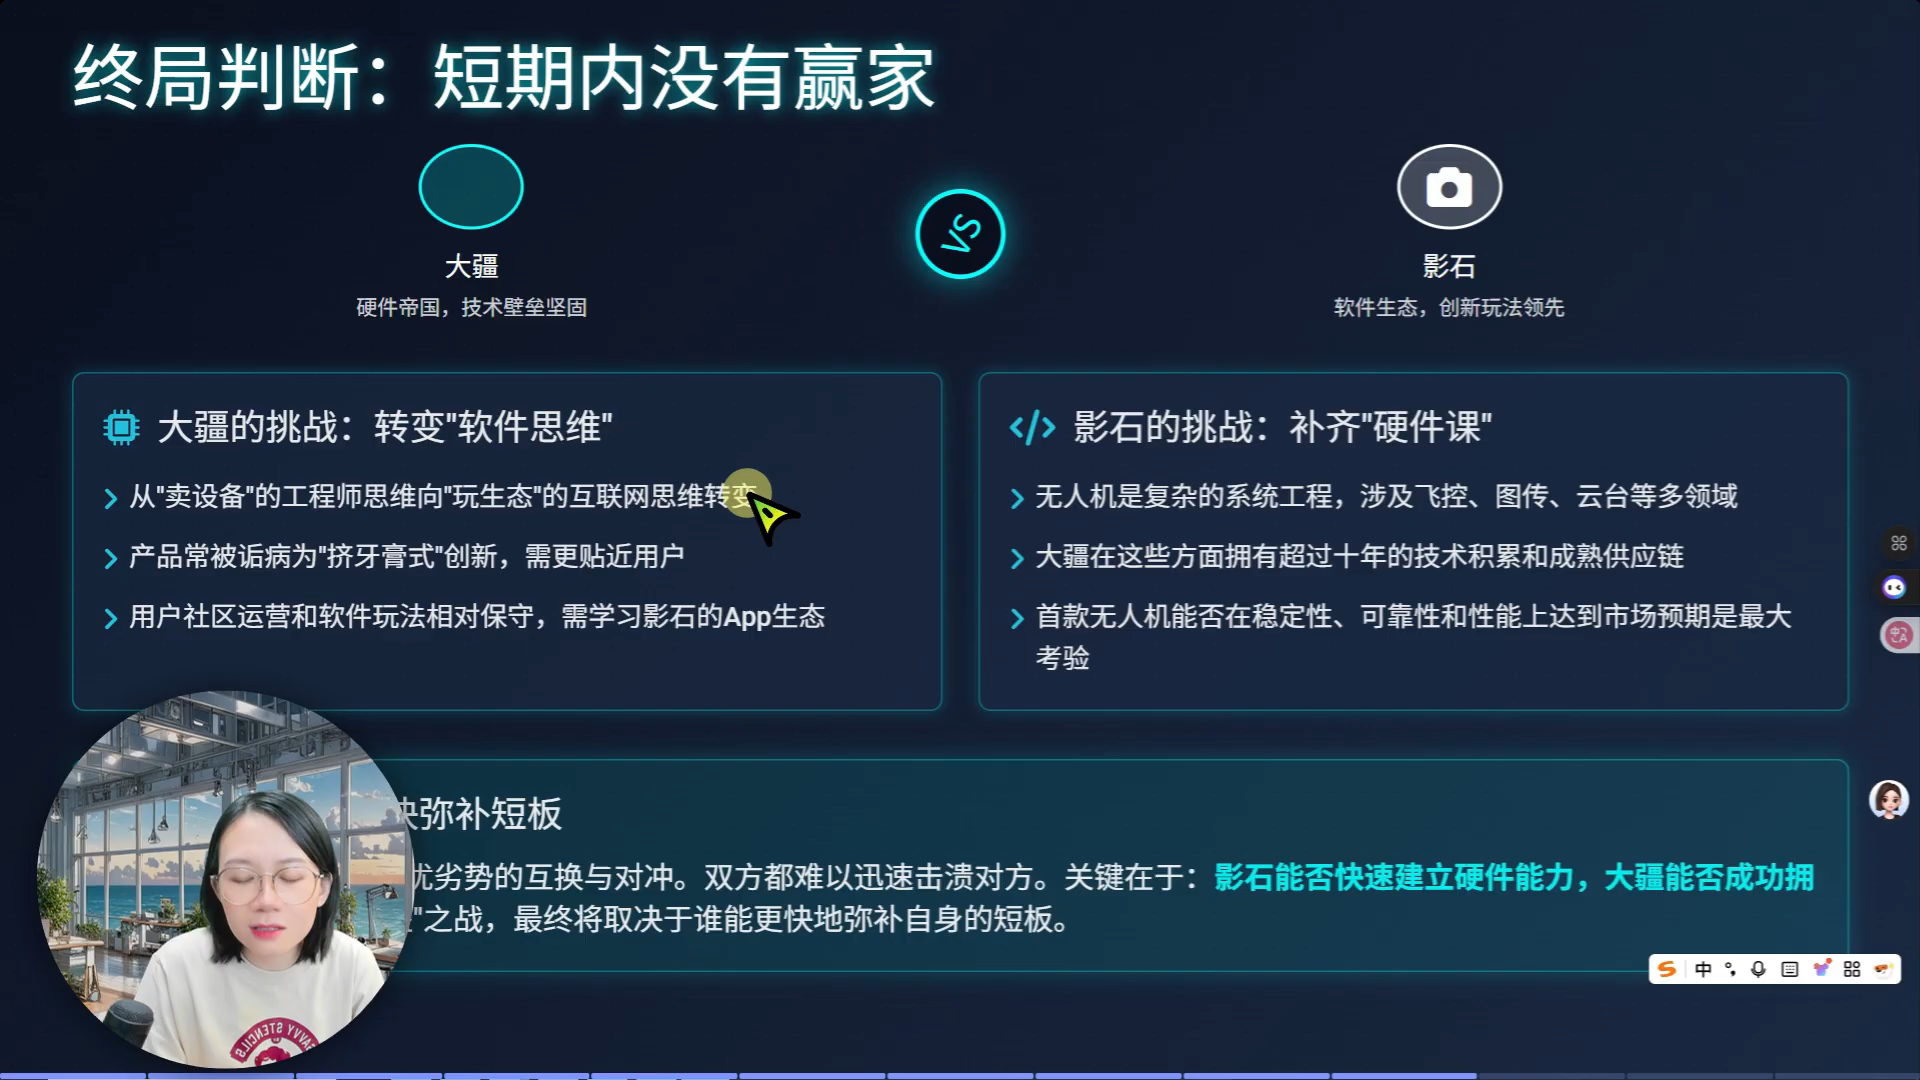 终局判断：短期内没有赢家
VS
大疆
硬件帝国，技术壁垒坚固
影石
软件生态，创新玩法领先
大疆的挑战：转变"软件思维"
从"卖设备"的工程师思维向"玩生态"的互联网思维转变
产品常被诟病为"挤牙膏式"创新，需更贴近用户
用户社区运营和软件玩法相对保守，需学习影石的App生态
影石的挑战：补齐"硬件课"
无人机是复杂的系统工程，涉及飞控、图传、云台等多领域
大疆在这些方面拥有超过十年的技术积累和成熟供应链
首款无人机能否在稳定性、可靠性和性能上达到市场预期是最大
考验
弥补短板
优劣势的互换与对冲。双方都难以迅速击溃对方。关键在于：影石能否快速建立硬件能力，大疆能否成功拥
"之战，最终将取决于谁能更快地弥补自身的短板。
中
SAVVY STENCILS